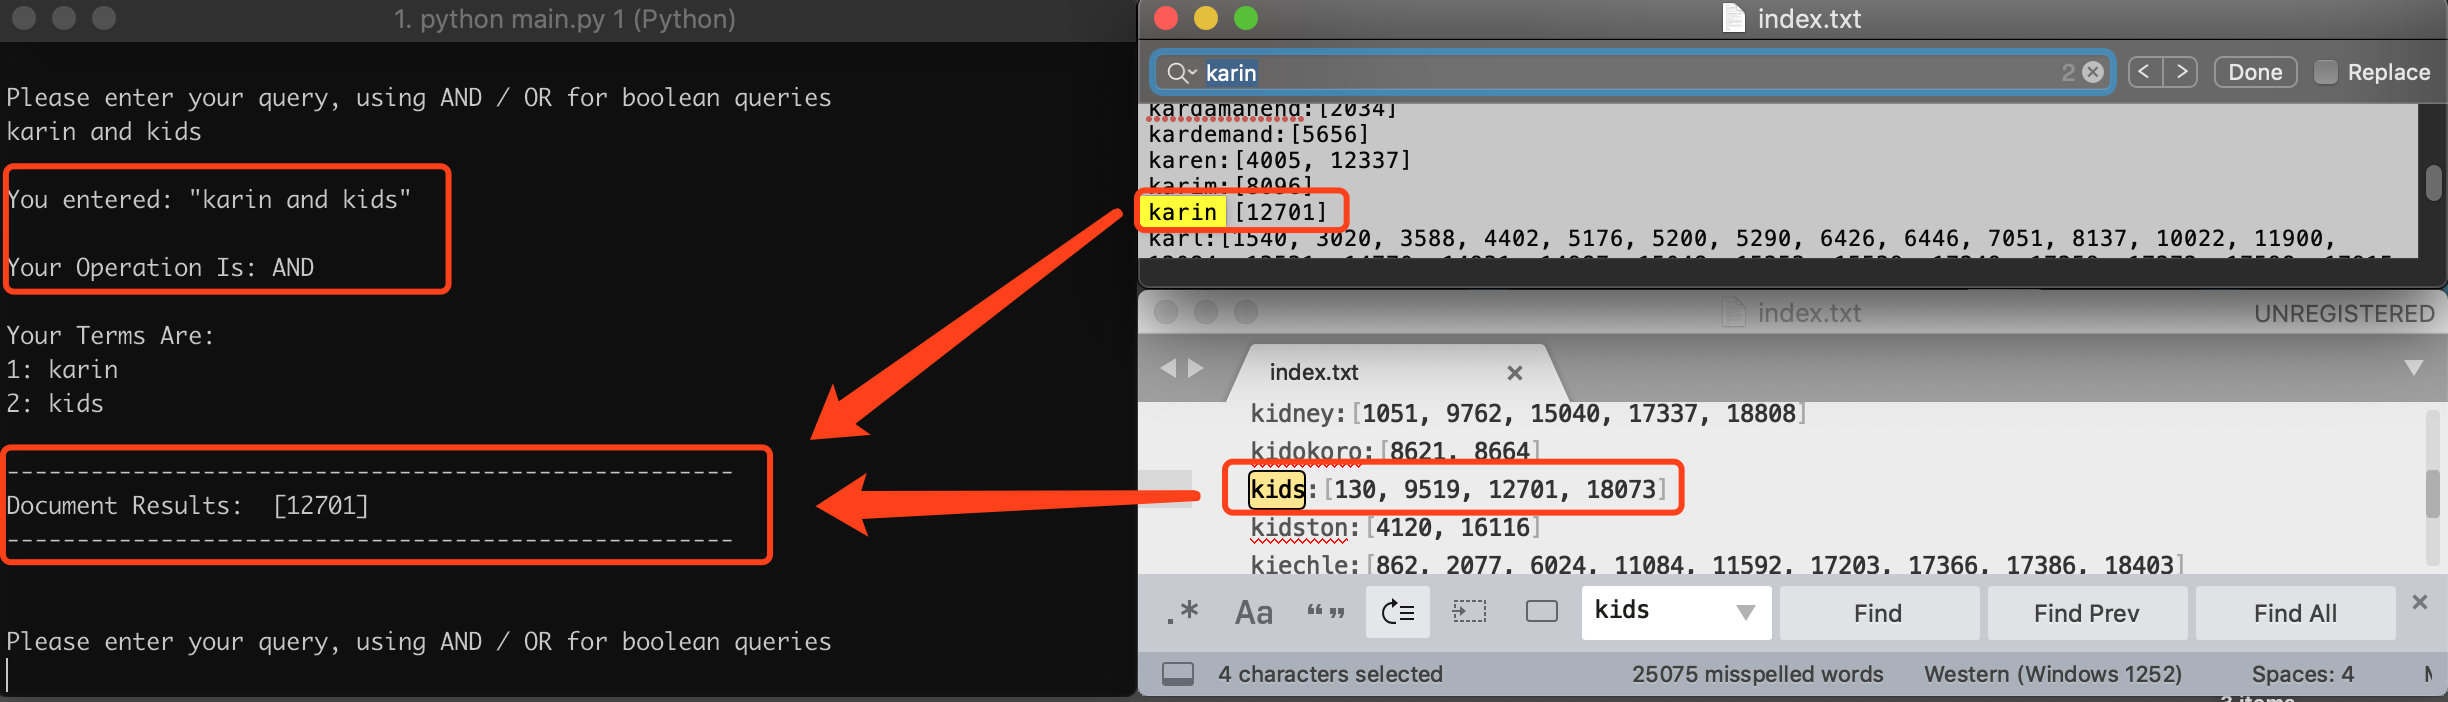 1. python main.py 1 (Python)
Please enter your query, using AND / OR for boolean queries
karin and kids
You entered: "karin and kids"
Your Operation Is: AND
Your Terms Are:
1: karin
2: kids
----------------------------------------------------
Document Results:  [12701]
----------------------------------------------------
Please enter your query, using AND / OR for boolean queries
index.txt
karin 2 < > Done Replace
kardamanend:[2034]
kardemand:[5656]
karen:[4005, 12337]
karim:[8096]
karin [12701]
karl:[1540, 3020, 3588, 4402, 5176, 5200, 5290, 6426, 6446, 7051, 8137, 10022, 11900,
index.txt UNREGISTERED
index.txt
kidney:[1051, 9762, 15040, 17337, 18808]
kidokoro:[8621, 8664]
kids:[130, 9519, 12701, 18073]
kidston:[4120, 16116]
kiechle:[862, 2077, 6024, 11084, 11592, 17203, 17366, 17386, 18403]
.* Aa “” kids Find Find Prev Find All
4 characters selected 25075 misspelled words Western (Windows 1252) Spaces: 4